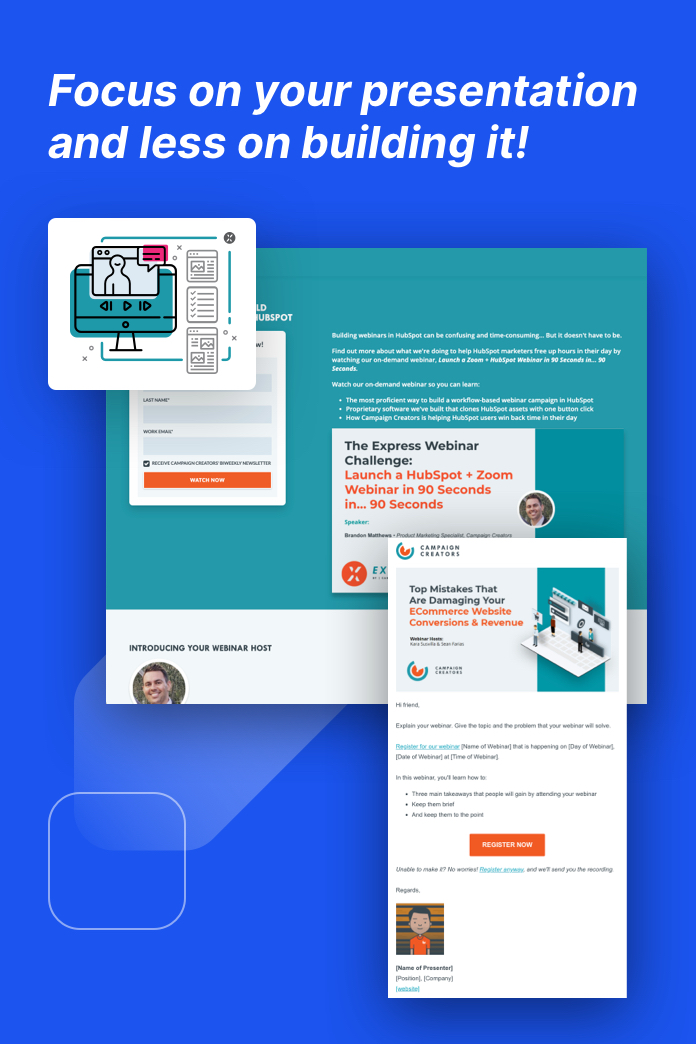 Focus on your presentation
and less on building it!
LD
HUBSPOT
Building webinars in HubSpot can be confusing and time-consuming... But it doesn't have to be.
Find out more about what we're doing to help HubSpot marketers free up hours in their day by
watching our on-demand webinar, Launch a Zoom + HubSpot Webinar in 90 Seconds in... 90
Seconds.
Watch our on-demand webinar so you can learn:
• The most proficient way to build a workflow-based webinar campaign in HubSpot
• Proprietary software we've built that clones HubSpot assets with one button click
• How Campaign Creators is helping HubSpot users win back time in their day
w!
LAST NAME*
WORK EMAIL*
RECEIVE CAMPAIGN CREATORS' BIWEEKLY NEWSLETTER
WATCH NOW
The Express Webinar
Challenge:
Launch a HubSpot + Zoom
Webinar in 90 Seconds
in... 90 Seconds
Speaker:
Brandon Matthews • Product Marketing Specialist, Campaign Creators
EX
INTRODUCING YOUR WEBINAR HOST
CAMPAIGN
CREATORS
Top Mistakes That
Are Damaging Your
ECommerce Website
Conversions & Revenue
Webinar Hosts:
CAMPAIGN
CREATORS
Hi friend,
Explain your webinar. Give the topic and the problem that your webinar will solve.
Register for our webinar [Name of Webinar] that is happening on [Day of Webinar],
[Date of Webinar] at [Time of Webinar].
In this webinar, you'll learn how to:
• Three main takeaways that people will gain by attending your webinar
• Keep them brief
• And keep them to the point
REGISTER NOW
Unable to make it? No worries! Register anyway, and we'll send you the recording.
Regards,
[Name of Presenter]
[Position], [Company]
[website]